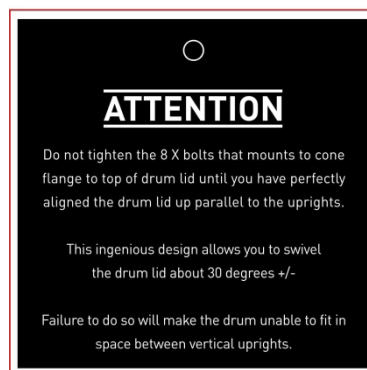 ATTENTION
Do not tighten the 8 X bolts that mounts to cone
flange to top of drum lid until you have perfectly
aligned the drum lid up parallel to the uprights.
This ingenious design allows you to swivel
the drum lid about 30 degrees +/-
Failure to do so will make the drum unable to fit in
space between vertical uprights.